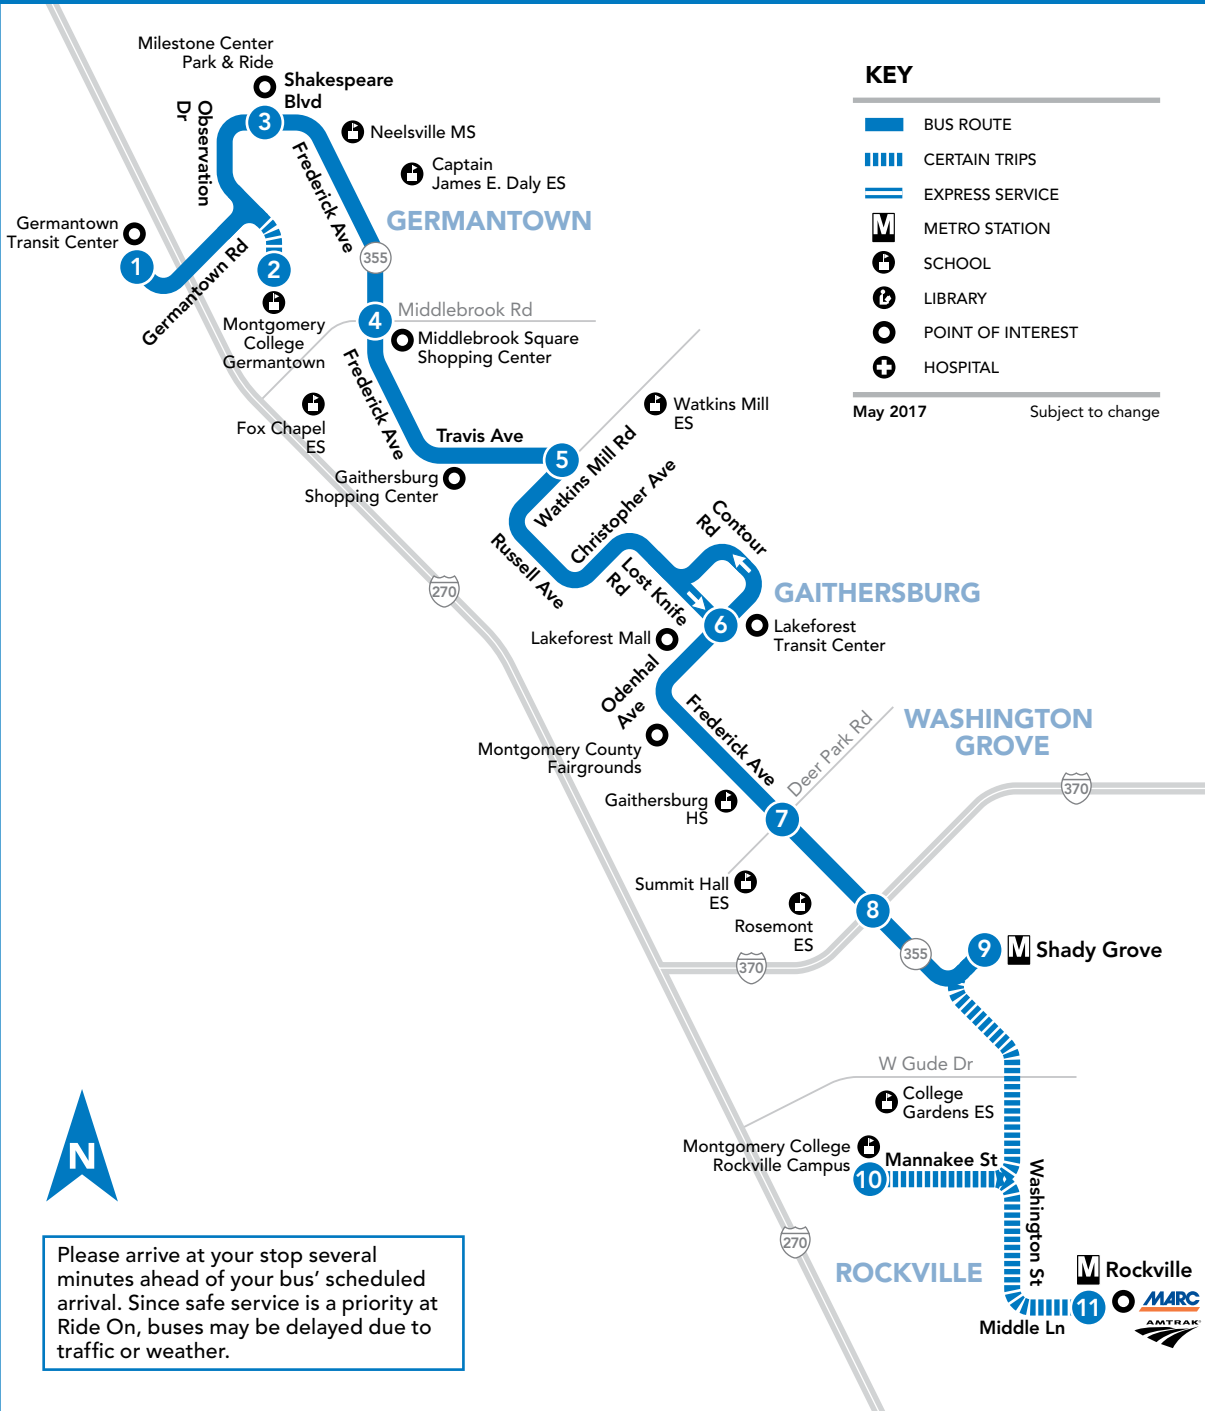 Milestone Center
Park & Ride
Shakespeare
Blvd
3
Observation
Dr
Neelsville MS
Captain
James E. Daly ES
Frederick Ave
GERMANTOWN
Germantown
Transit Center
1
Germantown Rd
2
355
Montgomery
College
Germantown
4
Middlebrook Rd
Middlebrook Square
Shopping Center
Frederick Ave
Fox Chapel
ES
Travis Ave
5
Watkins Mill
ES
Watkins Mill Rd
Gaithersburg
Shopping Center
Christopher Ave
Russell Ave
Contour
Rd
Lost Knife
Rd
270
GAITHERSBURG
6
Lakeforest
Transit Center
Lakeforest Mall
Odenhal
Ave
Frederick Ave
Montgomery County
Fairgrounds
Deer Park Rd
WASHINGTON
GROVE
370
Gaithersburg
HS
7
Summit Hall
ES
Rosemont
ES
8
370
355
9
M
Shady Grove
W Gude Dr
College
Gardens ES
Montgomery College
Rockville Campus
Mannakee St
10
Washington St
270
ROCKVILLE
M
Rockville
11
MARC
AMTRAK
Middle Ln
KEY
BUS ROUTE
CERTAIN TRIPS
EXPRESS SERVICE
M
METRO STATION
SCHOOL
LIBRARY
POINT OF INTEREST
HOSPITAL
May 2017
Subject to change
N
Please arrive at your stop several
minutes ahead of your bus’ scheduled
arrival. Since safe service is a priority at
Ride On, buses may be delayed due to
traffic or weather.